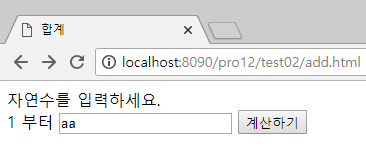 합계
localhost:8090/pro12/test02/add.html
자연수를 입력하세요.
1 부터 aa 계산하기